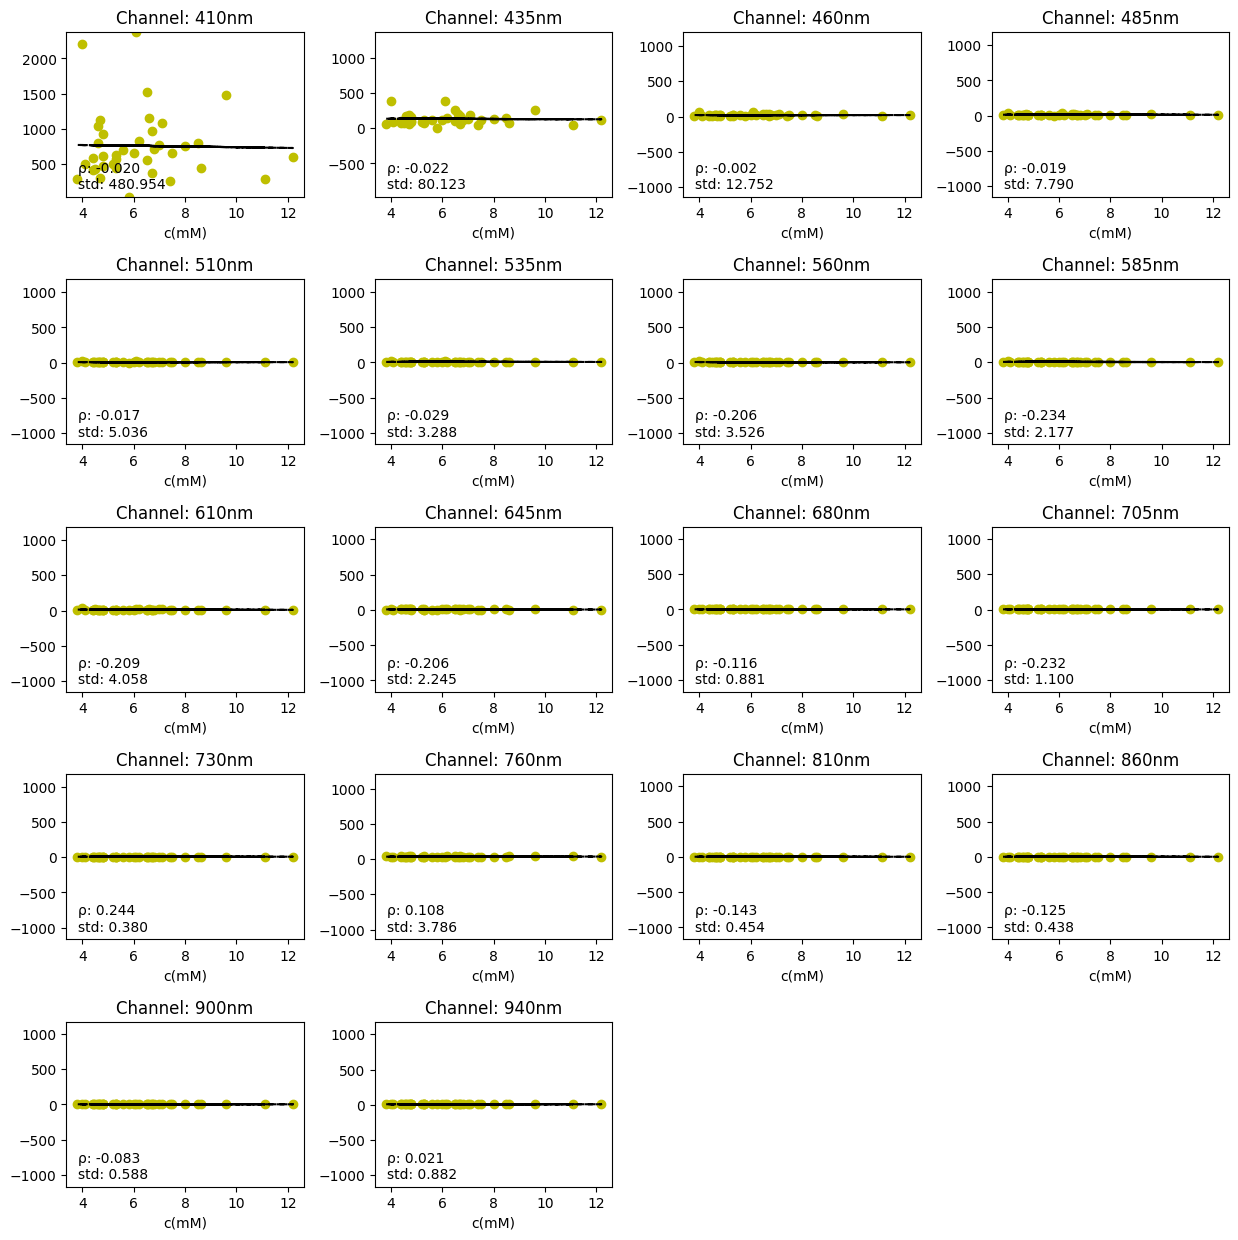 Channel: 410nm
2000
1500
1000
500
ρ: -0.020
std: 480.954
4 6 8 10 12
c(mM)
Channel: 435nm
1000
500
0
−500
ρ: -0.022
std: 80.123
4 6 8 10 12
c(mM)
Channel: 460nm
1000
500
0
−500
−1000
ρ: -0.002
std: 12.752
4 6 8 10 12
c(mM)
Channel: 485nm
1000
500
0
−500
−1000
ρ: -0.019
std: 7.790
4 6 8 10 12
c(mM)
Channel: 510nm
1000
500
0
−500
−1000
ρ: -0.017
std: 5.036
4 6 8 10 12
c(mM)
Channel: 535nm
1000
500
0
−500
−1000
ρ: -0.029
std: 3.288
4 6 8 10 12
c(mM)
Channel: 560nm
1000
500
0
−500
−1000
ρ: -0.206
std: 3.526
4 6 8 10 12
c(mM)
Channel: 585nm
1000
500
0
−500
−1000
ρ: -0.234
std: 2.177
4 6 8 10 12
c(mM)
Channel: 610nm
1000
500
0
−500
−1000
ρ: -0.209
std: 4.058
4 6 8 10 12
c(mM)
Channel: 645nm
1000
500
0
−500
−1000
ρ: -0.206
std: 2.245
4 6 8 10 12
c(mM)
Channel: 680nm
1000
500
0
−500
−1000
ρ: -0.116
std: 0.881
4 6 8 10 12
c(mM)
Channel: 705nm
1000
500
0
−500
−1000
ρ: -0.232
std: 1.100
4 6 8 10 12
c(mM)
Channel: 730nm
1000
500
0
−500
−1000
ρ: 0.244
std: 0.380
4 6 8 10 12
c(mM)
Channel: 760nm
1000
500
0
−500
−1000
ρ: 0.108
std: 3.786
4 6 8 10 12
c(mM)
Channel: 810nm
1000
500
0
−500
−1000
ρ: -0.143
std: 0.454
4 6 8 10 12
c(mM)
Channel: 860nm
1000
500
0
−500
−1000
ρ: -0.125
std: 0.438
4 6 8 10 12
c(mM)
Channel: 900nm
1000
500
0
−500
−1000
ρ: -0.083
std: 0.588
4 6 8 10 12
c(mM)
Channel: 940nm
1000
500
0
−500
−1000
ρ: 0.021
std: 0.882
4 6 8 10 12
c(mM)